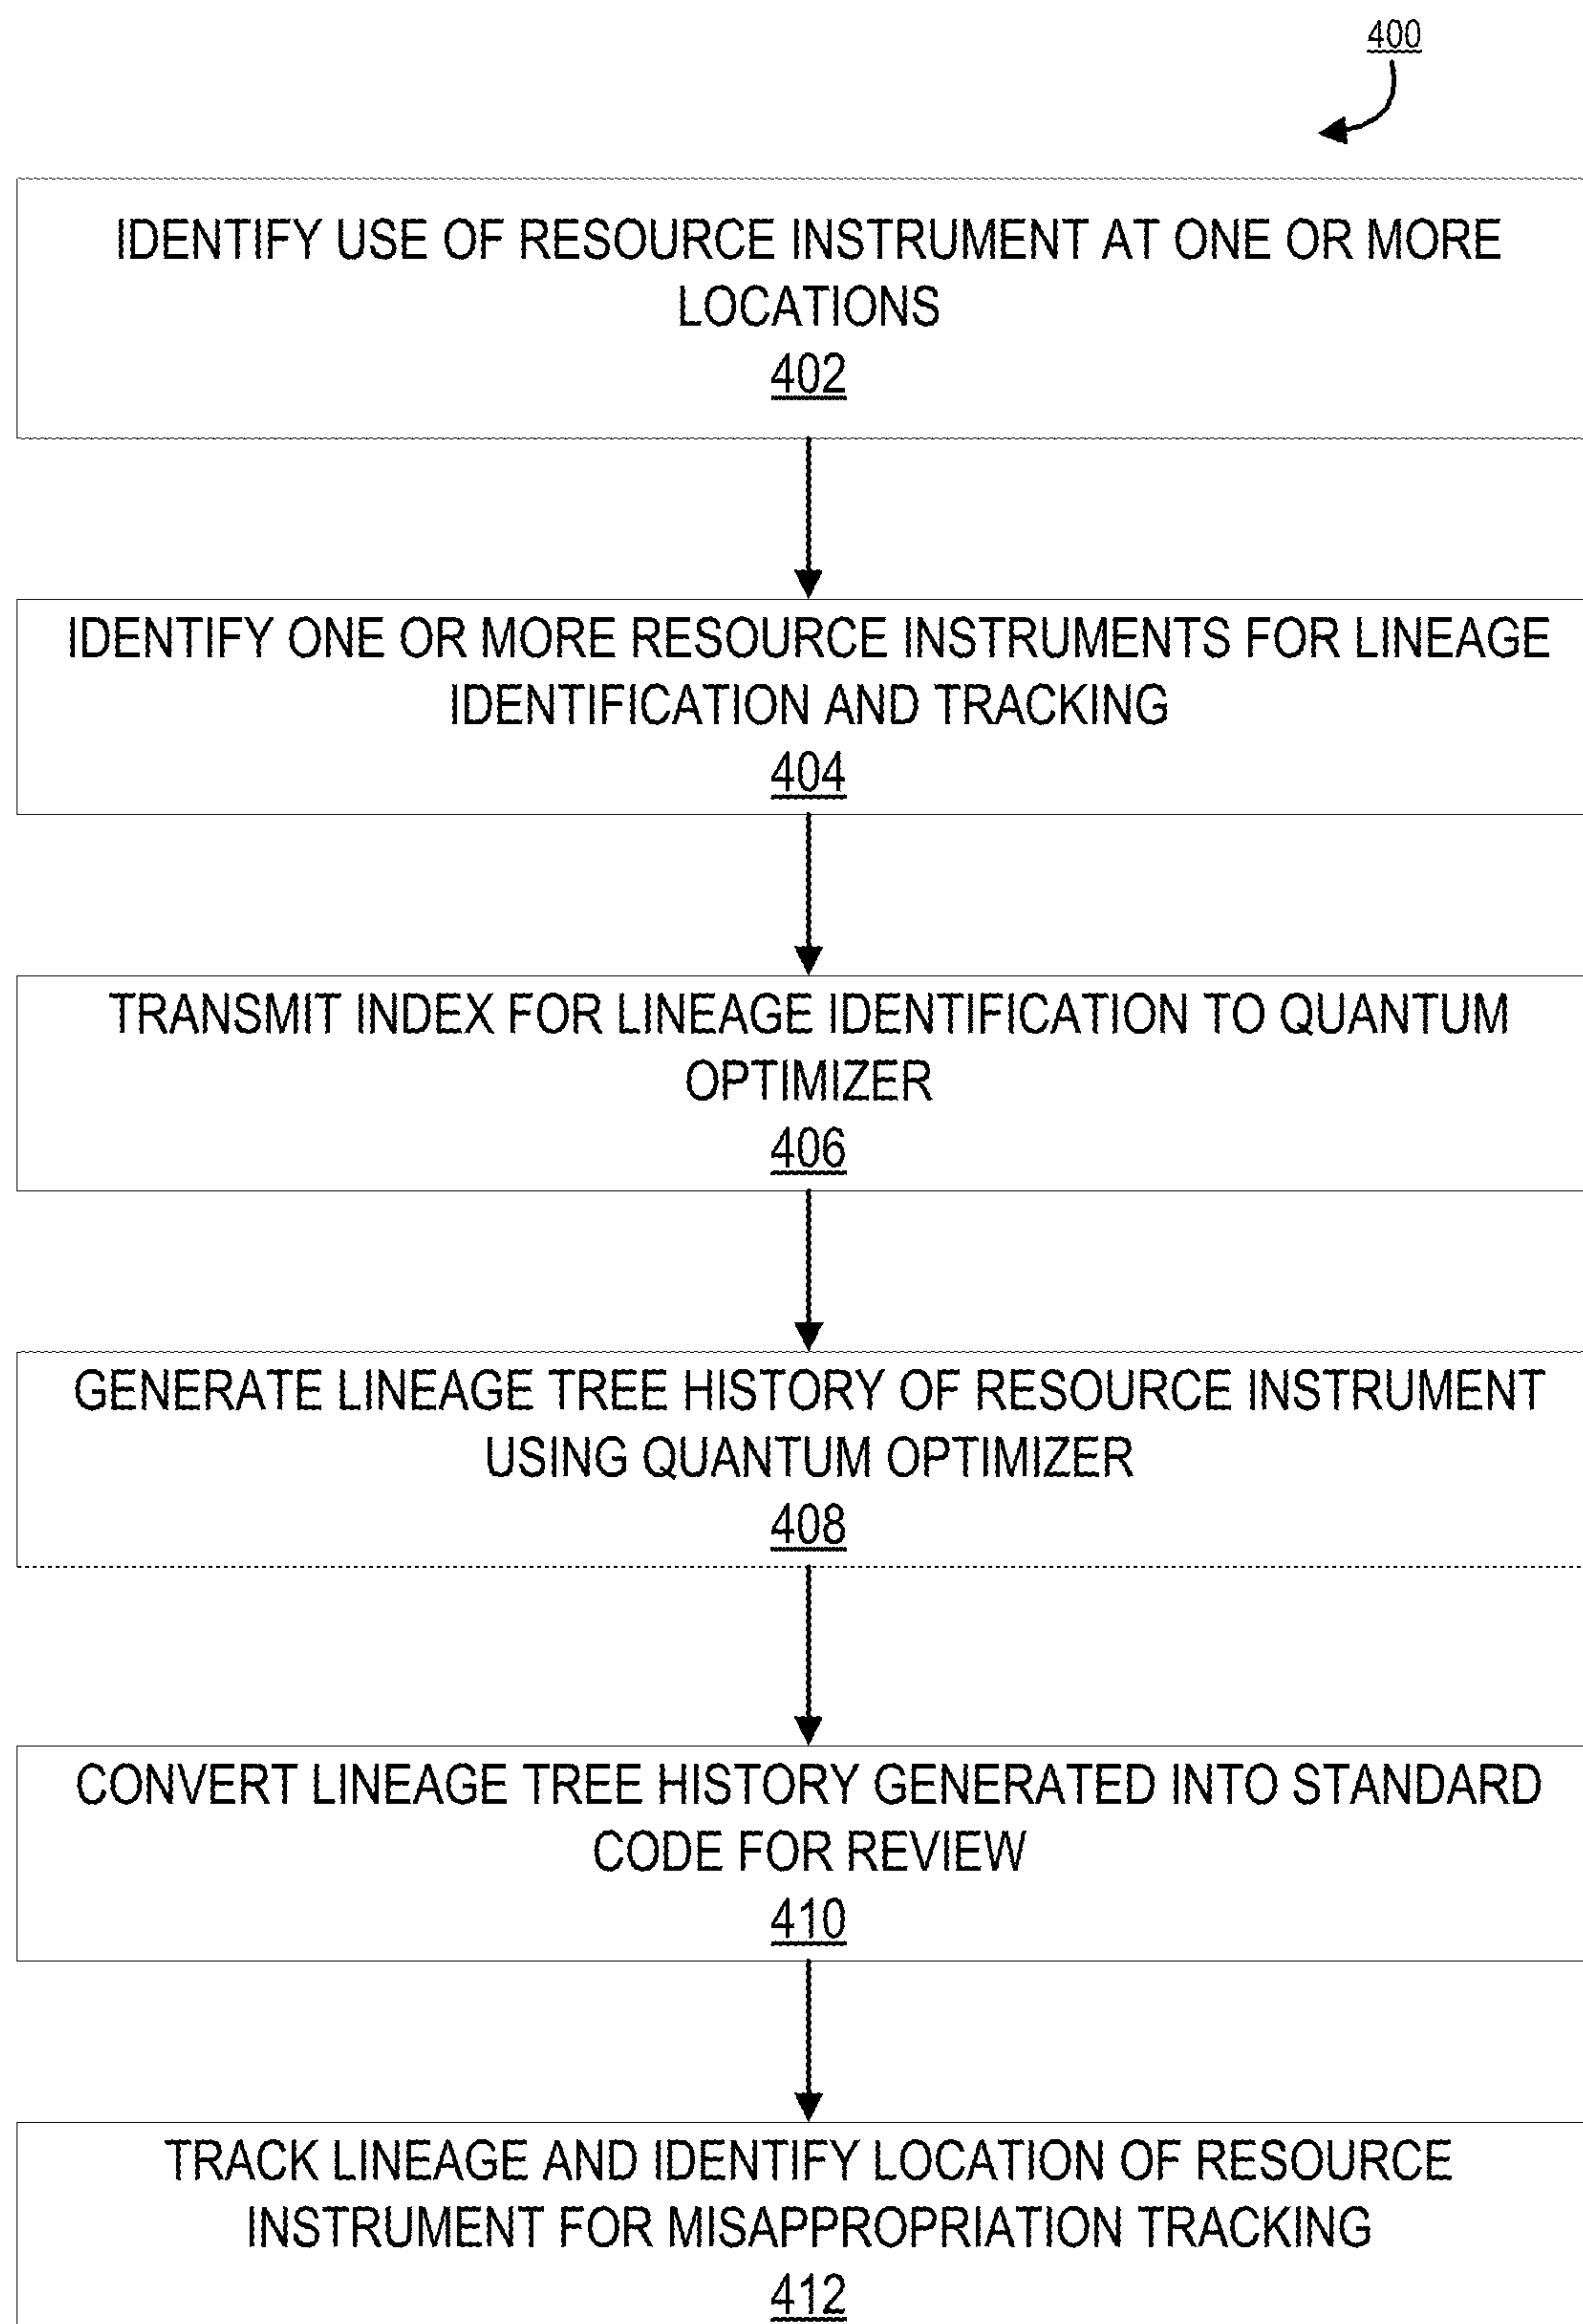 400
IDENTIFY USE OF RESOURCE INSTRUMENT AT ONE OR MORE
LOCATIONS
402
IDENTIFY ONE OR MORE RESOURCE INSTRUMENTS FOR LINEAGE
IDENTIFICATION AND TRACKING
404
TRANSMIT INDEX FOR LINEAGE IDENTIFICATION TO QUANTUM
OPTIMIZER
406
GENERATE LINEAGE TREE HISTORY OF RESOURCE INSTRUMENT
USING QUANTUM OPTIMIZER
408
CONVERT LINEAGE TREE HISTORY GENERATED INTO STANDARD
CODE FOR REVIEW
410
TRACK LINEAGE AND IDENTIFY LOCATION OF RESOURCE
INSTRUMENT FOR MISAPPROPRIATION TRACKING
412